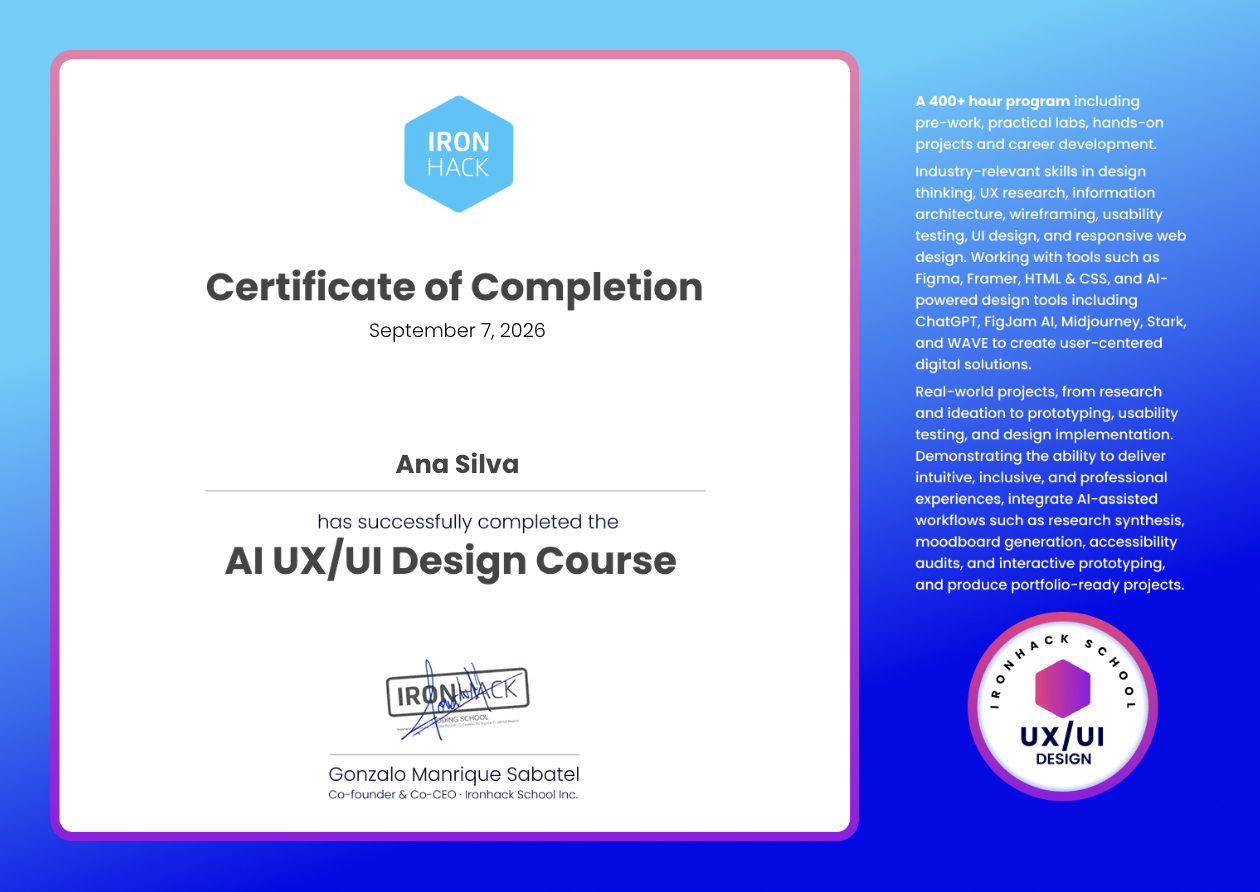 IRON
HACK
Certificate of Completion
September 7, 2026
Ana Silva
has successfully completed the
AI UX/UI Design Course
IRONHACK
CODING SCHOOL
Gonzalo Manrique Sabatel
Co-founder & Co-CEO · Ironhack School Inc.
A 400+ hour program including
pre-work, practical labs, hands-on
projects and career development.
Industry-relevant skills in design
thinking, UX research, information
architecture, wireframing, usability
testing, UI design, and responsive web
design. Working with tools such as
Figma, Framer, HTML & CSS, and AI-
powered design tools including
ChatGPT, FigJam AI, Midjourney, Stark,
and WAVE to create user-centered
digital solutions.
Real-world projects, from research
and ideation to prototyping, usability
testing, and design implementation.
Demonstrating the ability to deliver
intuitive, inclusive, and professional
experiences, integrate AI-assisted
workflows such as research synthesis,
moodboard generation, accessibility
audits, and interactive prototyping,
and produce portfolio-ready projects.
IRONHACK SCHOOL
UX/UI
DESIGN